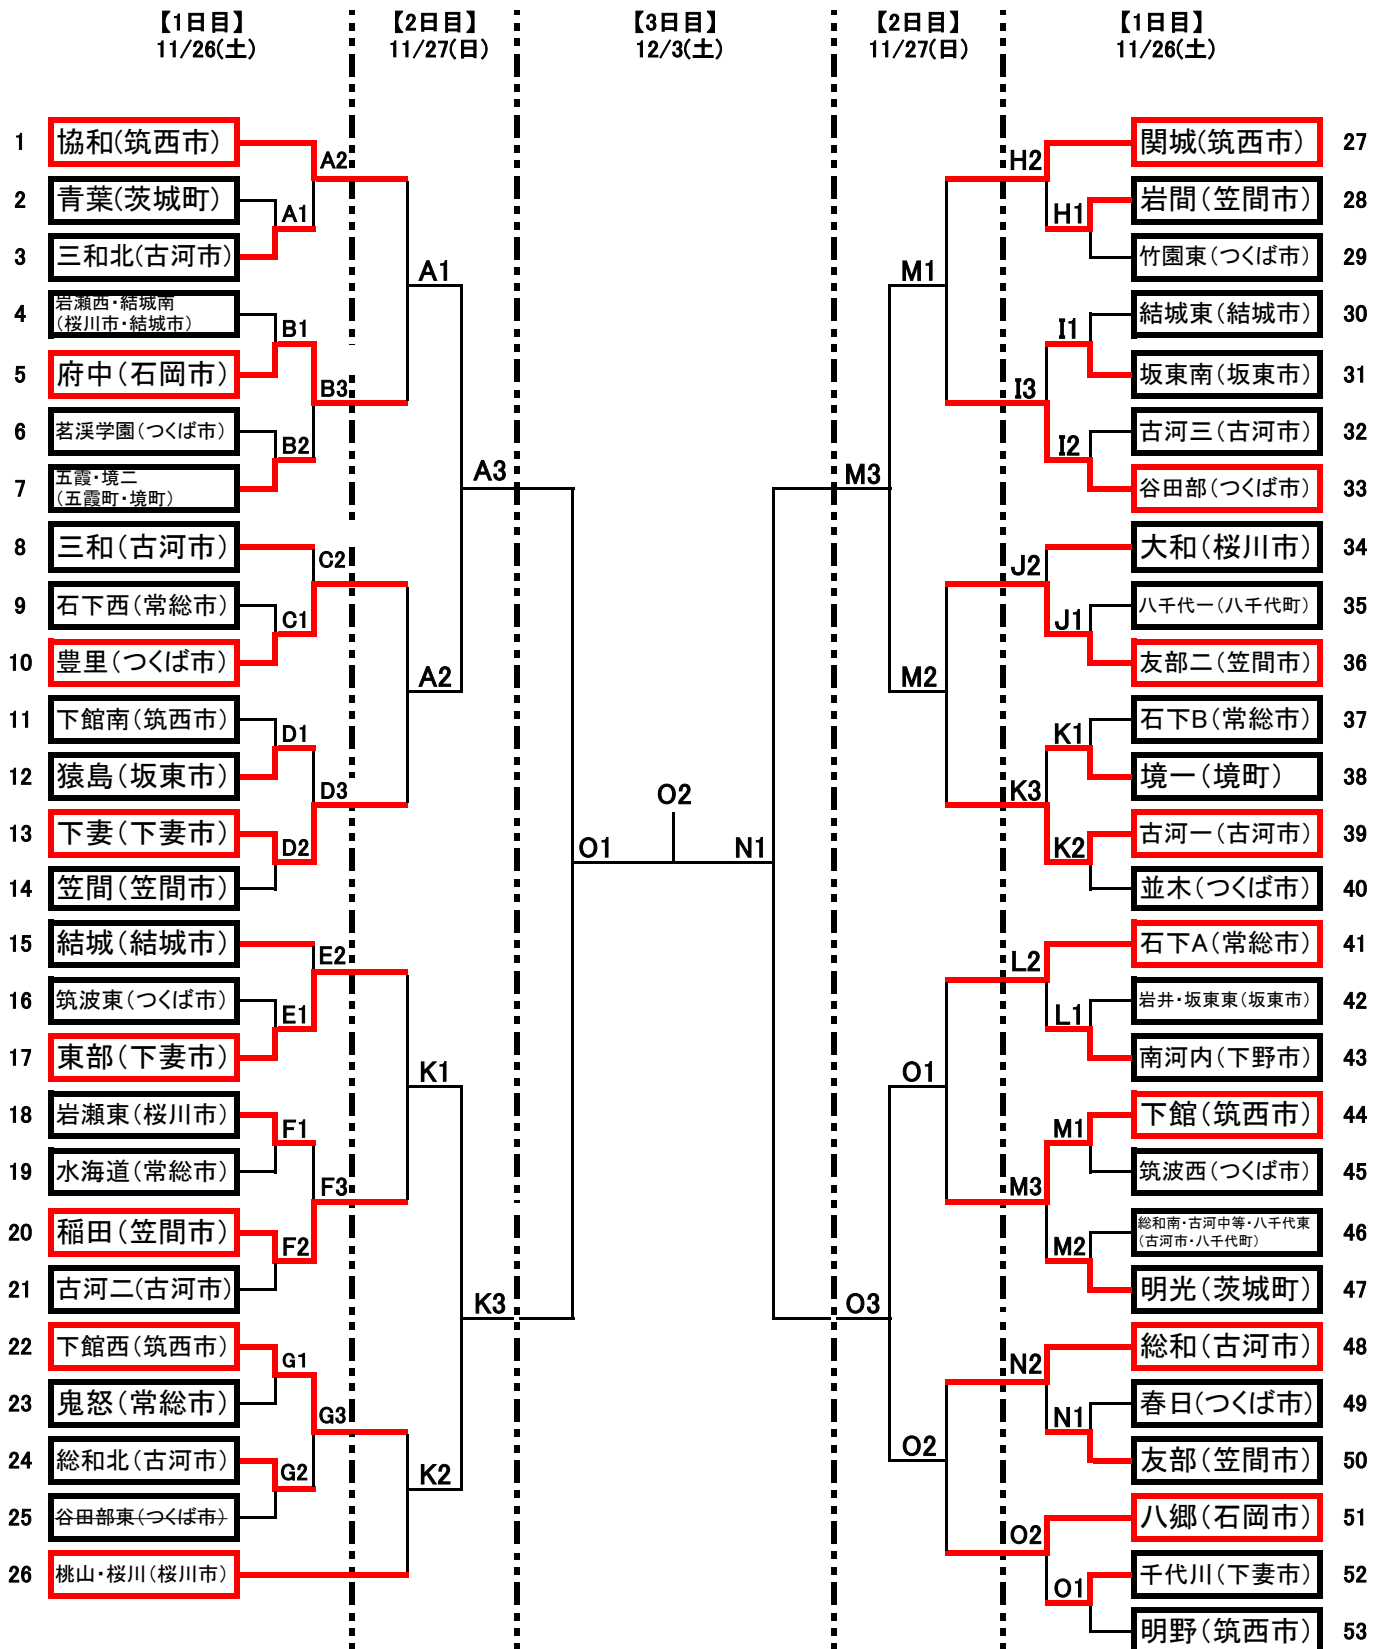 【1日目】
11/26(土)
【2日目】
11/27(日)
【3日目】
12/3(土)
【2日目】
11/27(日)
【1日目】
11/26(土)
1 協和(筑西市)
2 青葉(茨城町)
3 三和北(古河市)
4 岩瀬西・結城南
(桜川市・結城市)
5 府中(石岡市)
6 茗溪学園(つくば市)
7 五霞・境二
(五霞町・境町)
8 三和(古河市)
9 石下西(常総市)
10 豊里(つくば市)
11 下館南(筑西市)
12 猿島(坂東市)
13 下妻(下妻市)
14 笠間(笠間市)
15 結城(結城市)
16 筑波東(つくば市)
17 東部(下妻市)
18 岩瀬東(桜川市)
19 水海道(常総市)
20 稲田(笠間市)
21 古河二(古河市)
22 下館西(筑西市)
23 鬼怒(常総市)
24 総和北(古河市)
25 谷田部東(つくば市)
26 桃山・桜川(桜川市)
A2
A1
B1
B3
B2
C2
C1
D1
D3
D2
E2
E1
F1
F3
F2
G1
G3
G2
A1
A3
A2
K1
K3
K2
O1
O2
N1
M1
M3
M2
O1
O3
O2
H2
H1
I1
I3
I2
J2
J1
K1
K3
K2
L2
L1
M1
M3
M2
N2
N1
O2
O1
関城(筑西市) 27
岩間(笠間市) 28
竹園東(つくば市) 29
結城東(結城市) 30
坂東南(坂東市) 31
古河三(古河市) 32
谷田部(つくば市) 33
大和(桜川市) 34
八千代一(八千代町) 35
友部二(笠間市) 36
石下B(常総市) 37
境一(境町) 38
古河一(古河市) 39
並木(つくば市) 40
石下A(常総市) 41
岩井・坂東東(坂東市) 42
南河内(下野市) 43
下館(筑西市) 44
筑波西(つくば市) 45
総和南・古河中等・八千代東
(古河市・八千代町) 46
明光(茨城町) 47
総和(古河市) 48
春日(つくば市) 49
友部(笠間市) 50
八郷(石岡市) 51
千代川(下妻市) 52
明野(筑西市) 53